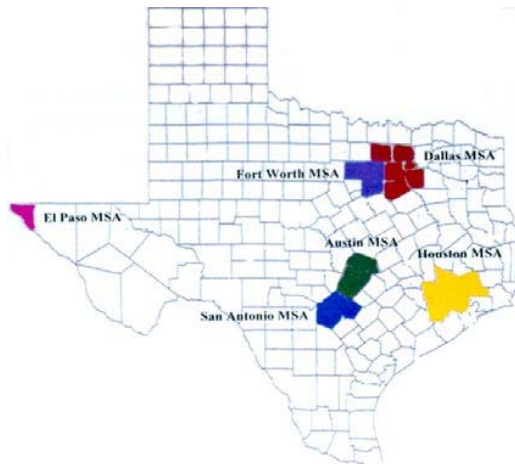 Dallas MSA
Fort Worth MSA
El Paso MSA
Austin MSA
Houston MSA
San Antonio MSA